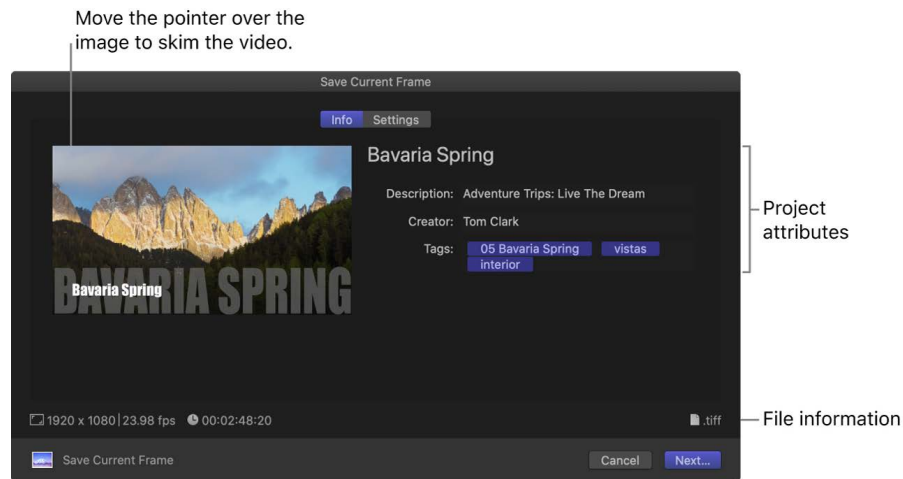 Move the pointer over the
image to skim the video.
Save Current Frame
Info Settings
Bavaria Spring
Description: Adventure Trips: Live The Dream
Creator: Tom Clark
Tags: 05 Bavaria Spring vistas
interior
BAVARIA SPRING
Bavaria Spring
Project
attributes
1920 x 1080 | 23.98 fps 00:02:48:20 .tiff
File information
Save Current Frame Cancel Next...